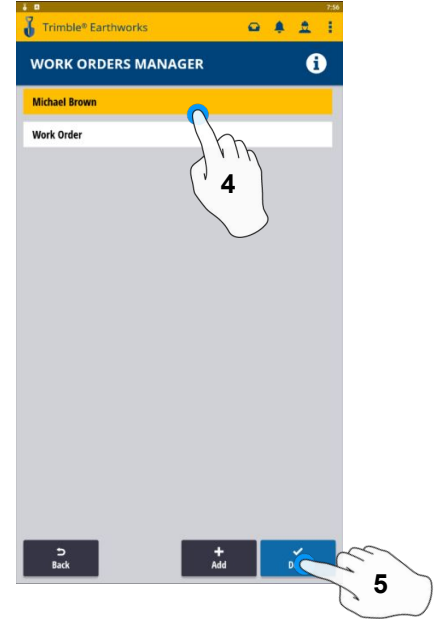 7:56
Trimble® Earthworks
WORK ORDERS MANAGER
i
Michael Brown
Work Order
4
Back
Add
5